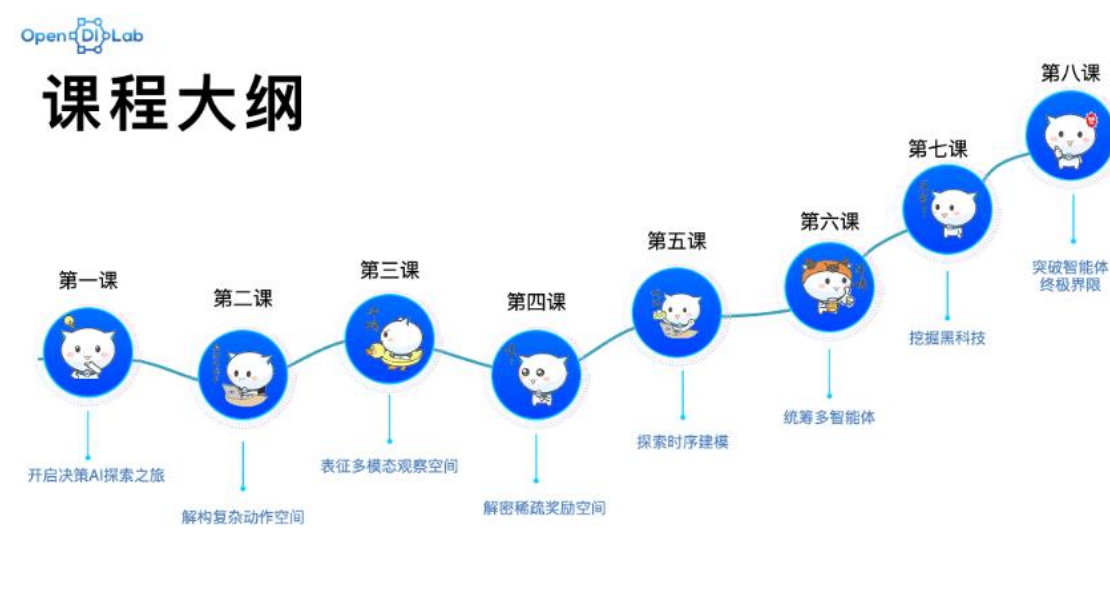 OpenDILab
课程大纲
第一课
开启决策AI探索之旅
第二课
解构复杂动作空间
第三课
表征多模态观察空间
第四课
解密稀疏奖励空间
第五课
探索时序建模
第六课
统筹多智能体
第七课
挖掘黑科技
第八课
突破智能体
终极界限